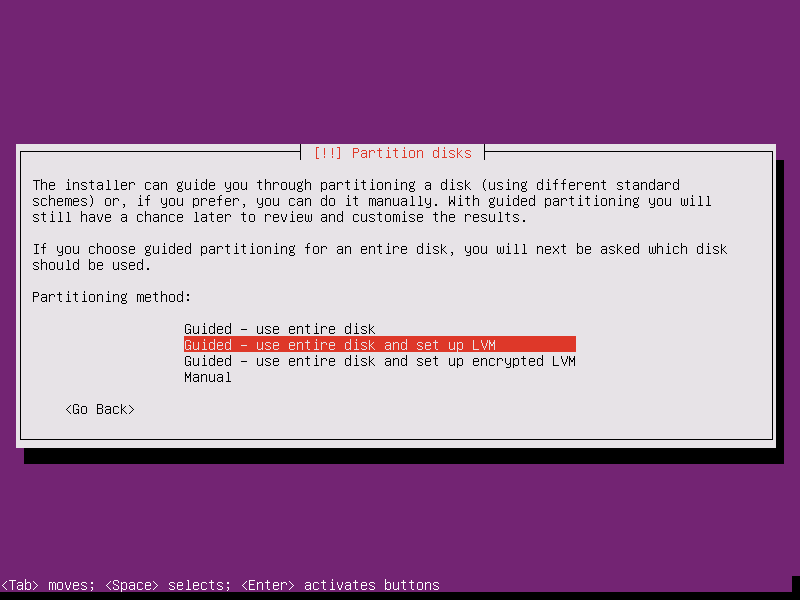 [!!] Partition disks
The installer can guide you through partitioning a disk (using different standard
schemes) or, if you prefer, you can do it manually. With guided partitioning you will
still have a chance later to review and customise the results.
If you choose guided partitioning for an entire disk, you will next be asked which disk
should be used.
Partitioning method:
Guided – use entire disk
Guided – use entire disk and set up LVM
Guided – use entire disk and set up encrypted LVM
Manual
<Go Back>
<Tab> moves; <Space> selects; <Enter> activates buttons